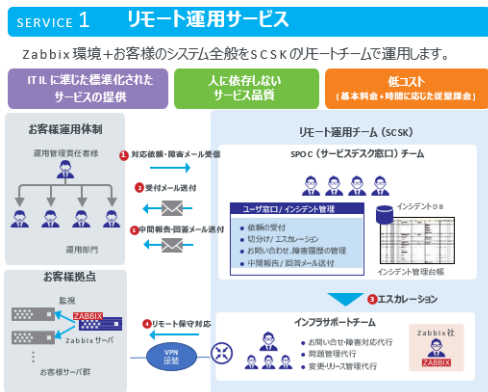 SERVICE 1 リモート運用サービス
Zabbix環境+お客様のシステム全般をSCSKのリモートチームで運用します。
ITILに準じた標準化された
サービスの提供
人に依存しない
サービス品質
低コスト
(基本料金+時間に応じた従量課金)
お客様運用体制
運用管理責任者様
運用部門
1 対応依頼・障害メール受信
2 受付メール送付
5 中間報告・回答メール送付
リモート運用チーム(SCSK)
SPOC(サービスデスク窓口)チーム
ユーザ窓口/インシデント管理
● 依頼の受付
● 切分け/エスカレーション
● お問い合わせ、障害履歴の管理
● 中間報告/回答メール送付
インシデントDB
インシデント管理台帳
3 エスカレーション
お客様拠点
監視
ZABBIX
Zabbixサーバ
お客様サーバ群
4 リモート保守対応
VPN
接続
インフラサポートチーム
● お問い合せ・障害対応代行
● 問題管理代行
● 変更・リリース管理代行
Zabbix社
ZABBIX